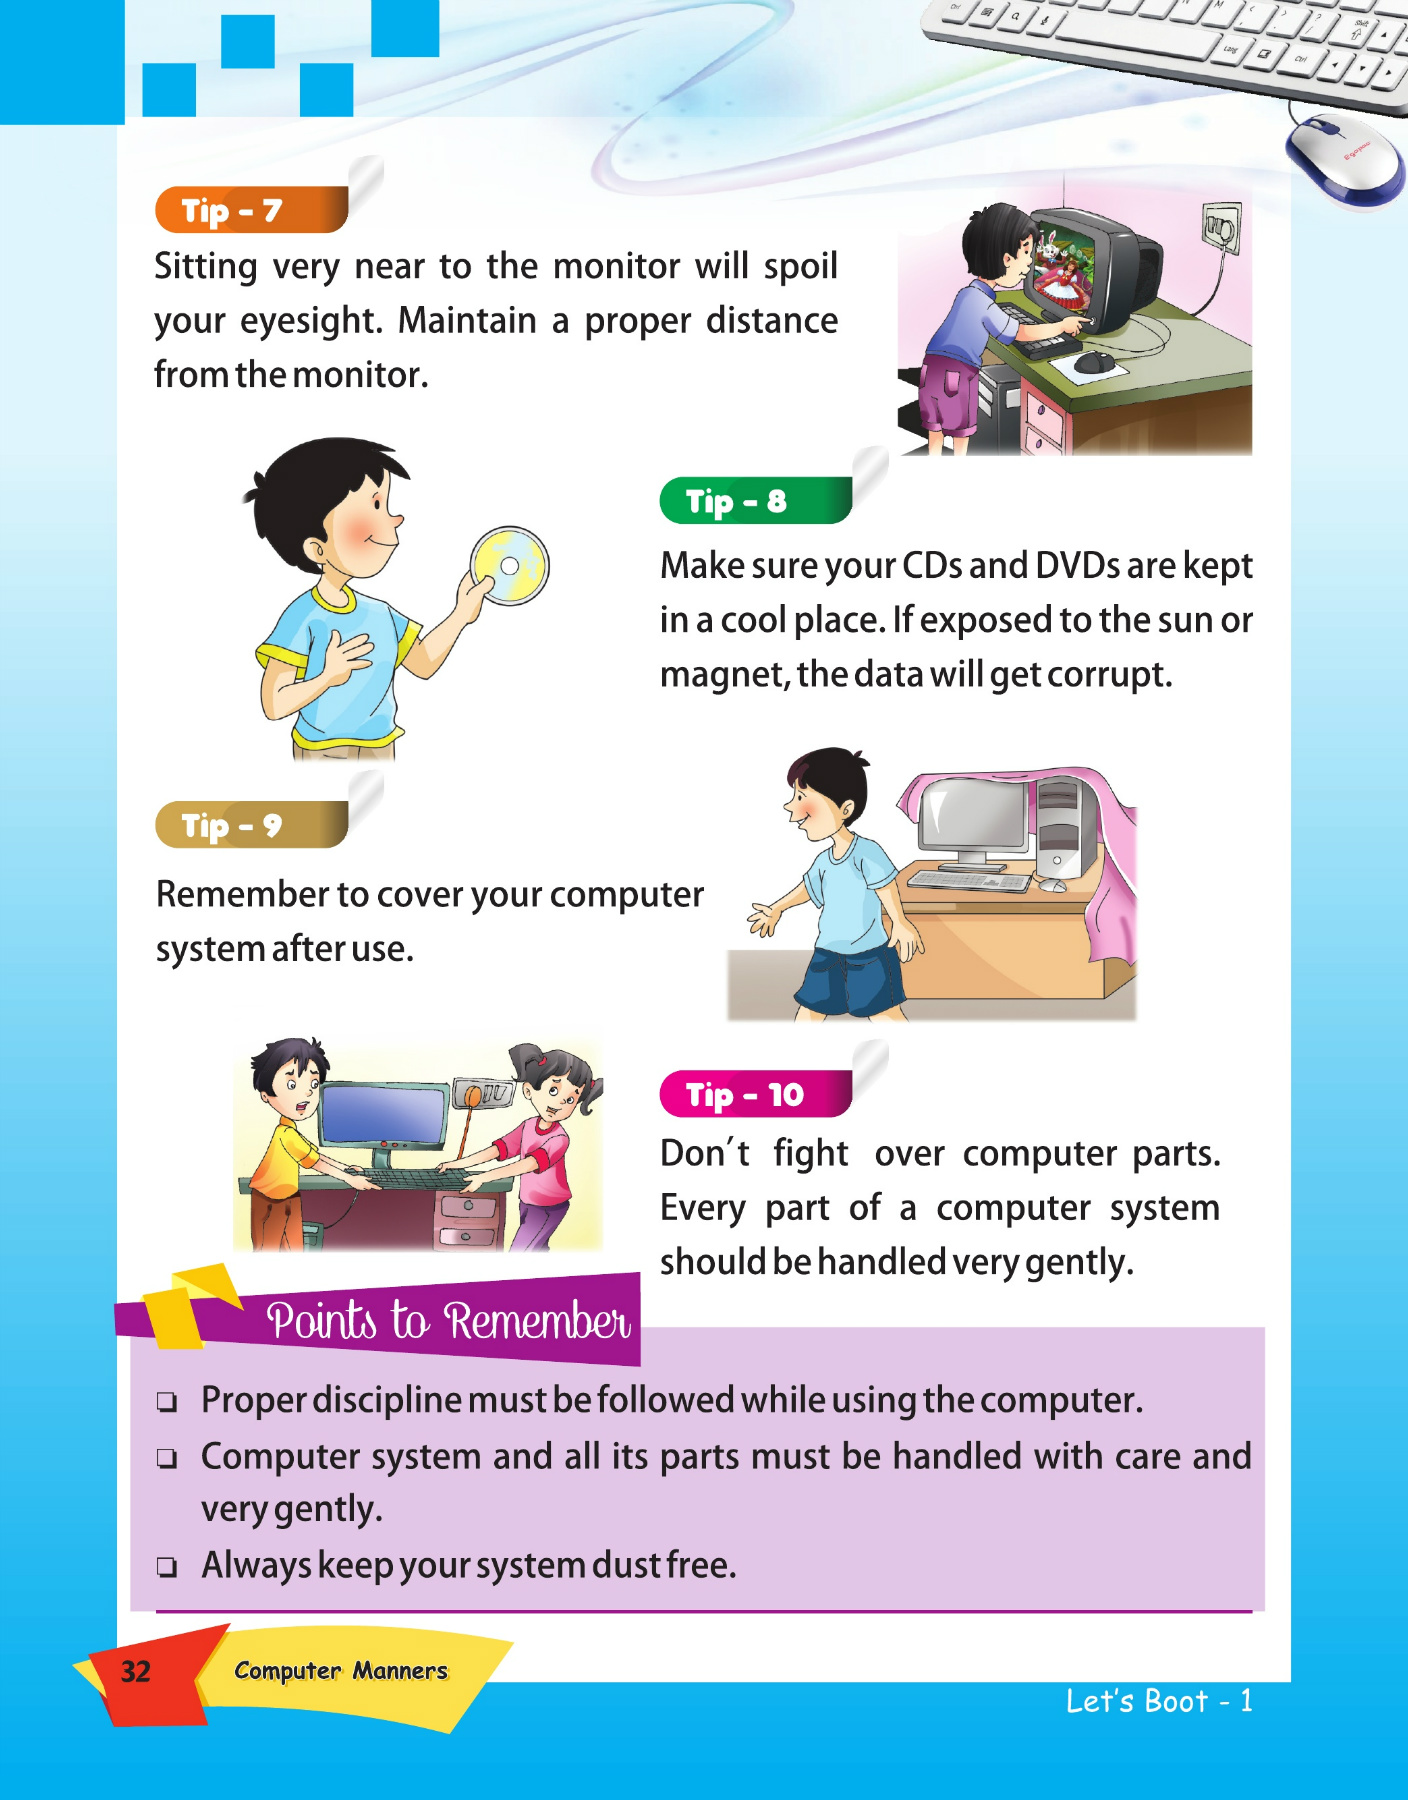 Tip - 7
Sitting very near to the monitor will spoil
your eyesight. Maintain a proper distance
from the monitor.
Tip - 8
Make sure your CDs and DVDs are kept
in a cool place. If exposed to the sun or
magnet, the data will get corrupt.
Tip - 9
Remember to cover your computer
system after use.
Tip - 10
Don't fight over computer parts.
Every part of a computer system
should be handled very gently.
Points to Remember
❏ Proper discipline must be followed while using the computer.
❏ Computer system and all its parts must be handled with care and
very gently.
❏ Always keep your system dust free.
32
Computer Manners
Let's Boot - 1